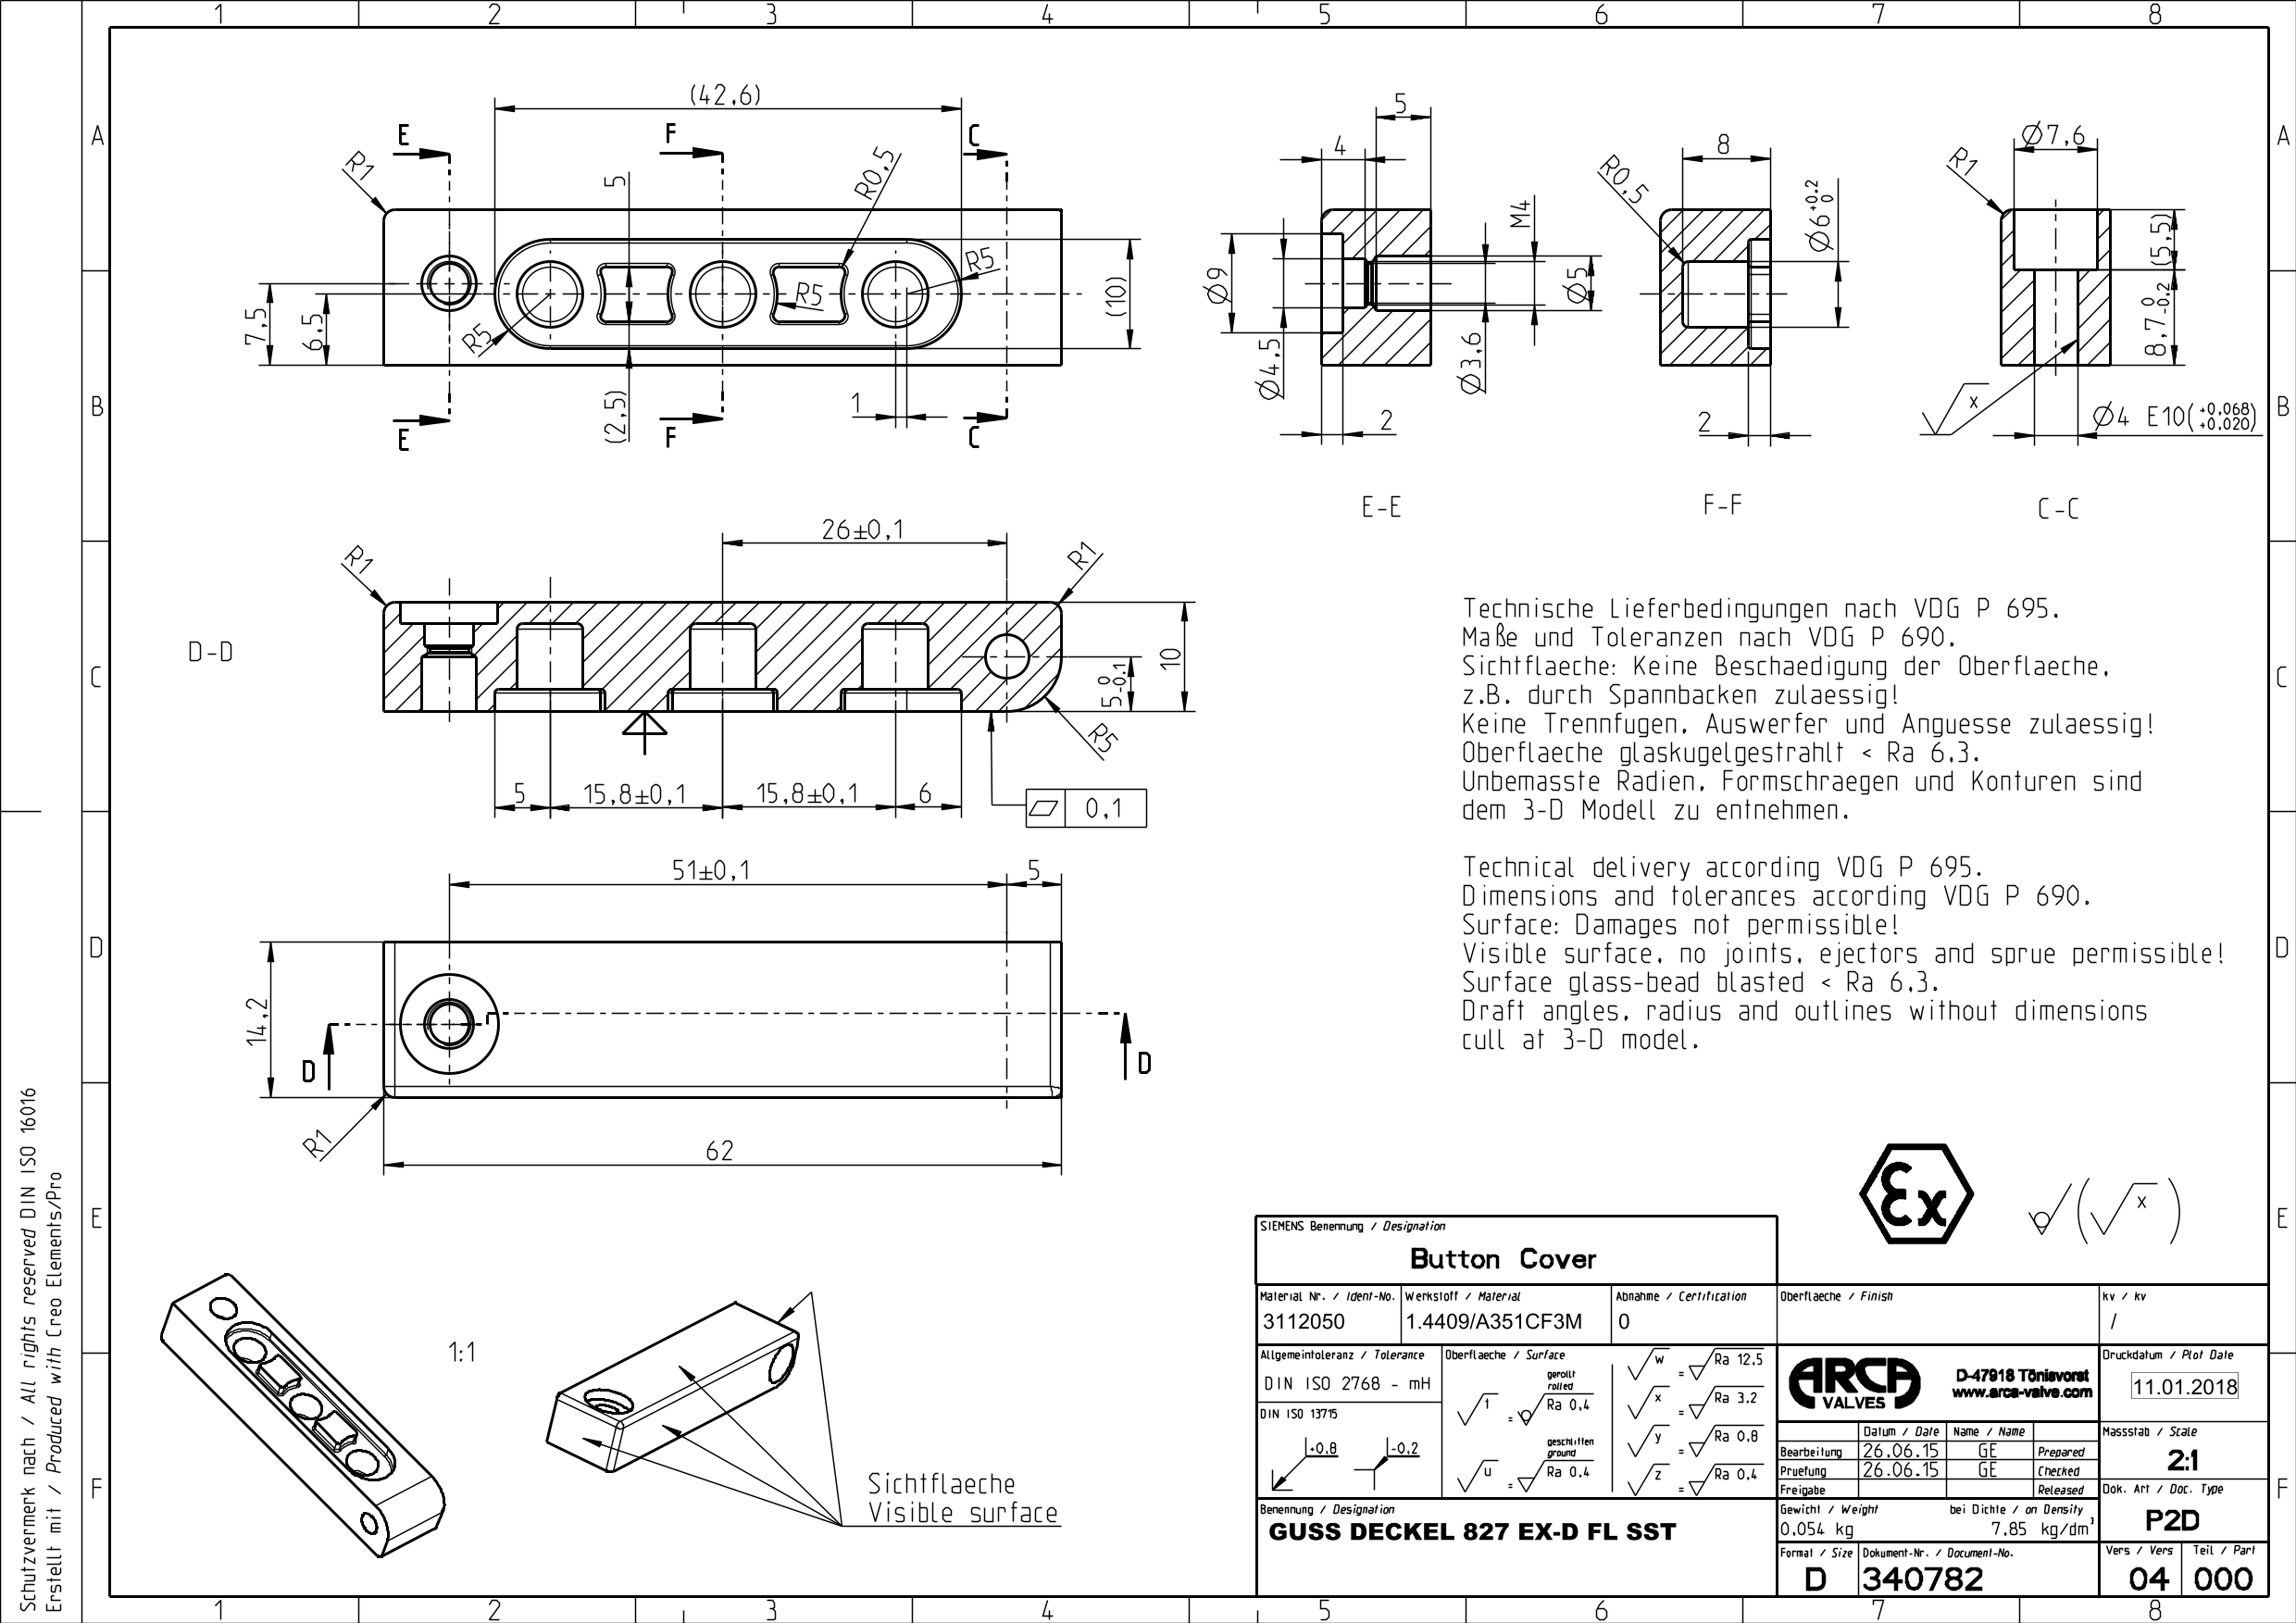 1 2 3 4 5 6 7 8
A
B
C
D
E
F
A
B
C
D
E
F
1 2 3 4 5 6 7 8
Schutzvermerk nach / All rights reserved DIN ISO 16016
Erstellt mit / Produced with Creo Elements/Pro
(42,6)
E
F
C
R1
5
R0,5
R5
R5
R5
(10)
7,5
6,5
(2,5)
1
E
F
C
5
4
M4
Ø9
Ø5
Ø4,5
Ø3,6
2
E-E
8
R0,5
Ø6 +0.2 0
2
F-F
Ø7,6
R1
(5,5)
8,7 0 -0.2
x
Ø4 E10( +0.068 +0.020 )
C-C
26±0,1
R1
R1
D-D
5 0 -0.1
10
R5
5
15,8±0,1
15,8±0,1
6
0,1
51±0,1
5
14,2
D
D
R1
62
1:1
Sichtflaeche
Visible surface
Technische Lieferbedingungen nach VDG P 695.
Maße und Toleranzen nach VDG P 690.
Sichtflaeche: Keine Beschaedigung der Oberflaeche,
z.B. durch Spannbacken zulaessig!
Keine Trennfugen, Auswerfer und Anguesse zulaessig!
Oberflaeche glaskugelgestrahlt < Ra 6,3.
Unbemasste Radien, Formschraegen und Konturen sind
dem 3-D Modell zu entnehmen.
Technical delivery according VDG P 695.
Dimensions and tolerances according VDG P 690.
Surface: Damages not permissible!
Visible surface, no joints, ejectors and sprue permissible!
Surface glass-bead blasted < Ra 6,3.
Draft angles, radius and outlines without dimensions
cull at 3-D model.
Ex
x
SIEMENS Benennung / Designation
Button Cover
Material Nr. / Ident-No.
3112050
Werkstoff / Material
1.4409/A351CF3M
Abnahme / Certification
0
Oberflaeche / Finish
kv / kv
/
Allgemeintoleranz / Tolerance
DIN ISO 2768 - mH
DIN ISO 13715
+0.8
-0.2
Oberflaeche / Surface
gerollt
rolled
t = Ra 0,4
geschliffen
ground
u = Ra 0,4
w = Ra 12,5
x = Ra 3,2
y = Ra 0,8
z = Ra 0,4
ARCA
VALVES
D-47918 Tönisvorst
www.arca-valve.com
Druckdatum / Plot Date
11.01.2018
Datum / Date Name / Name
Bearbeitung 26.06.15 GE Prepared
Pruefung 26.06.15 GE Checked
Freigabe Released
Massstab / Scale
2:1
Dok. Art / Doc. Type
P2D
Benennung / Designation
GUSS DECKEL 827 EX-D FL SST
Gewicht / Weight
0,054 kg
bei Dichte / on Density
7.85 kg/dm³
Format / Size
D
Dokument-Nr. / Document-No.
340782
Vers / Vers
04
Teil / Part
000